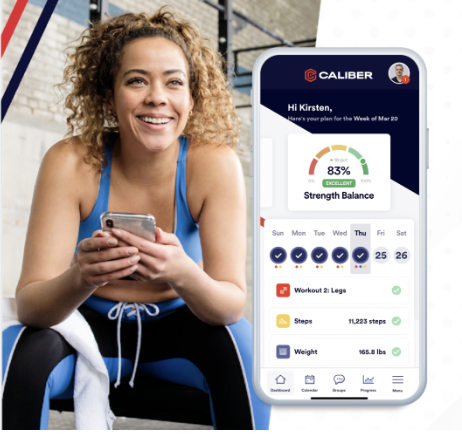 CALIBER
Hi Kirsten,
Here's your plan for the Week of Mar 20
83%
EXCELLENT
Strength Balance
Sun Mon Tue Wed Thu Fri Sat
25 26
Workout 2: Legs
Steps 11,223 steps
Weight 165.8 lbs
Dashboard Calendar Groups Progress Menu